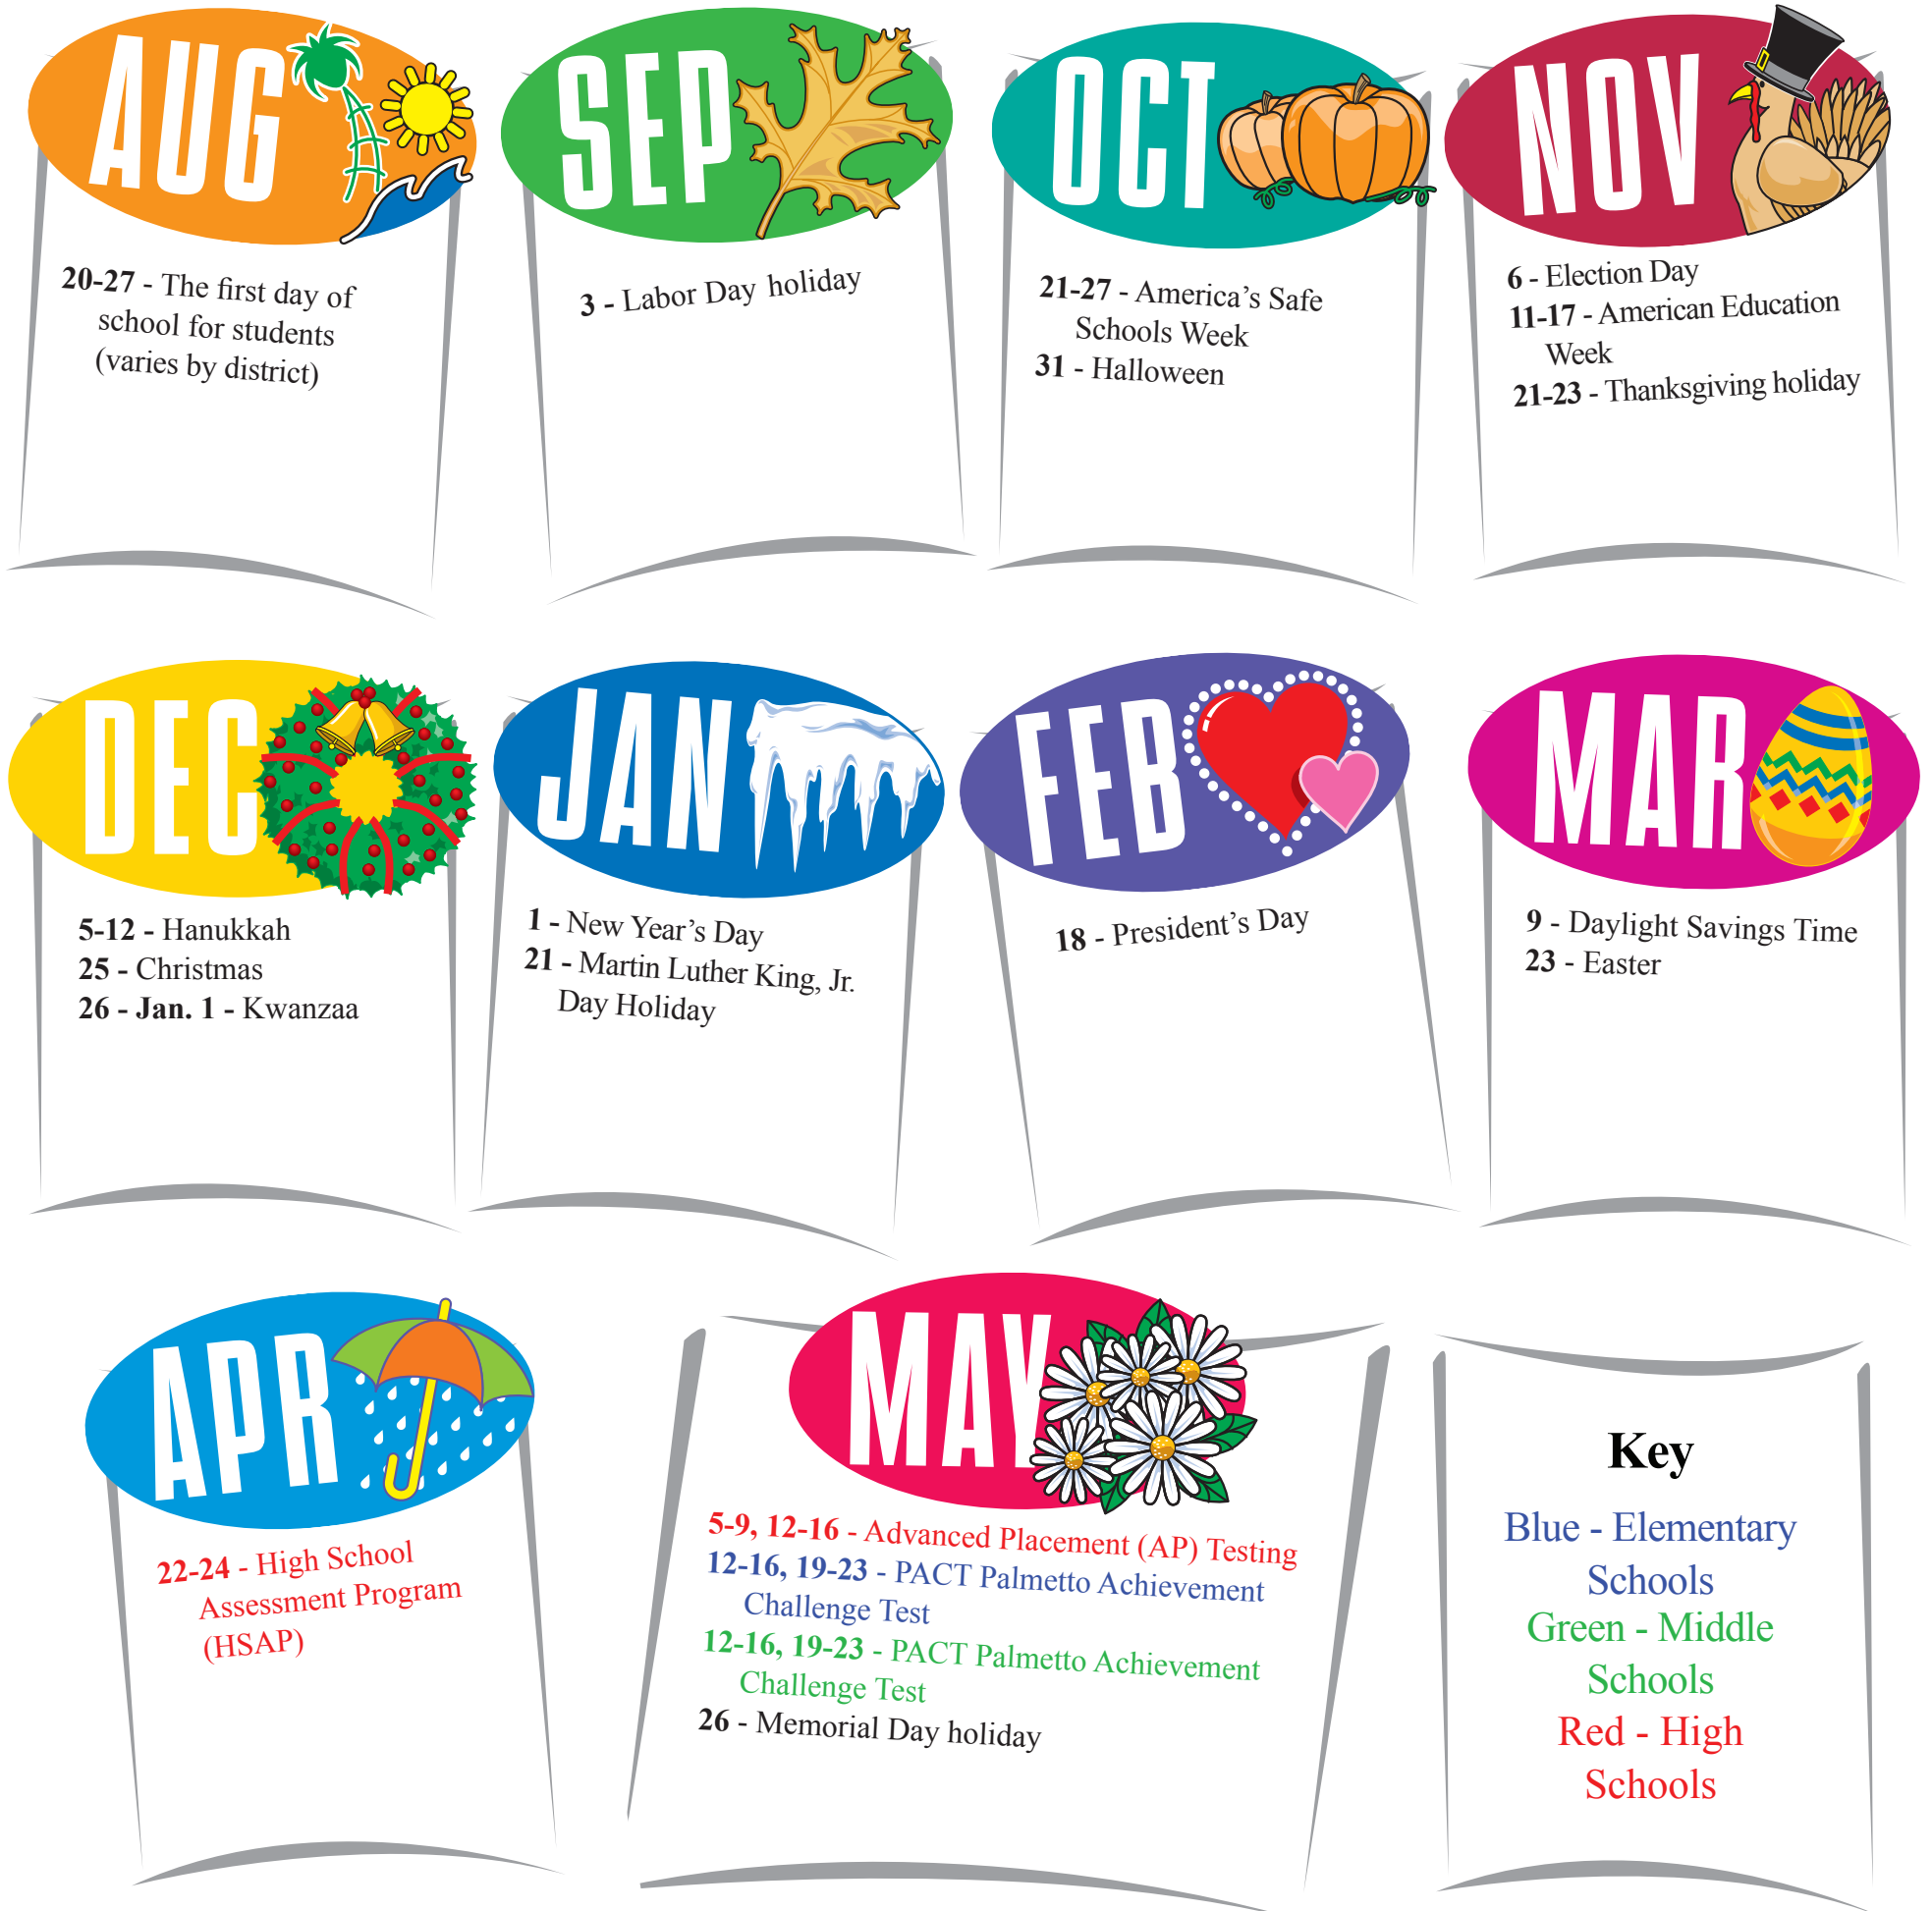 AUG
20-27 - The first day of
school for students
(varies by district)
SEP
3 - Labor Day holiday
OCT
21-27 - America's Safe
Schools Week
31 - Halloween
NOV
6 - Election Day
11-17 - American Education
Week
21-23 - Thanksgiving holiday
DEC
5-12 - Hanukkah
25 - Christmas
26 - Jan. 1 - Kwanzaa
JAN
1 - New Year's Day
21 - Martin Luther King, Jr.
Day Holiday
FEB
18 - President's Day
MAR
9 - Daylight Savings Time
23 - Easter
APR
22-24 - High School
Assessment Program
(HSAP)
MAY
5-9, 12-16 - Advanced Placement (AP) Testing
12-16, 19-23 - PACT Palmetto Achievement
Challenge Test
12-16, 19-23 - PACT Palmetto Achievement
Challenge Test
26 - Memorial Day holiday
Key
Blue - Elementary
Schools
Green - Middle
Schools
Red - High
Schools